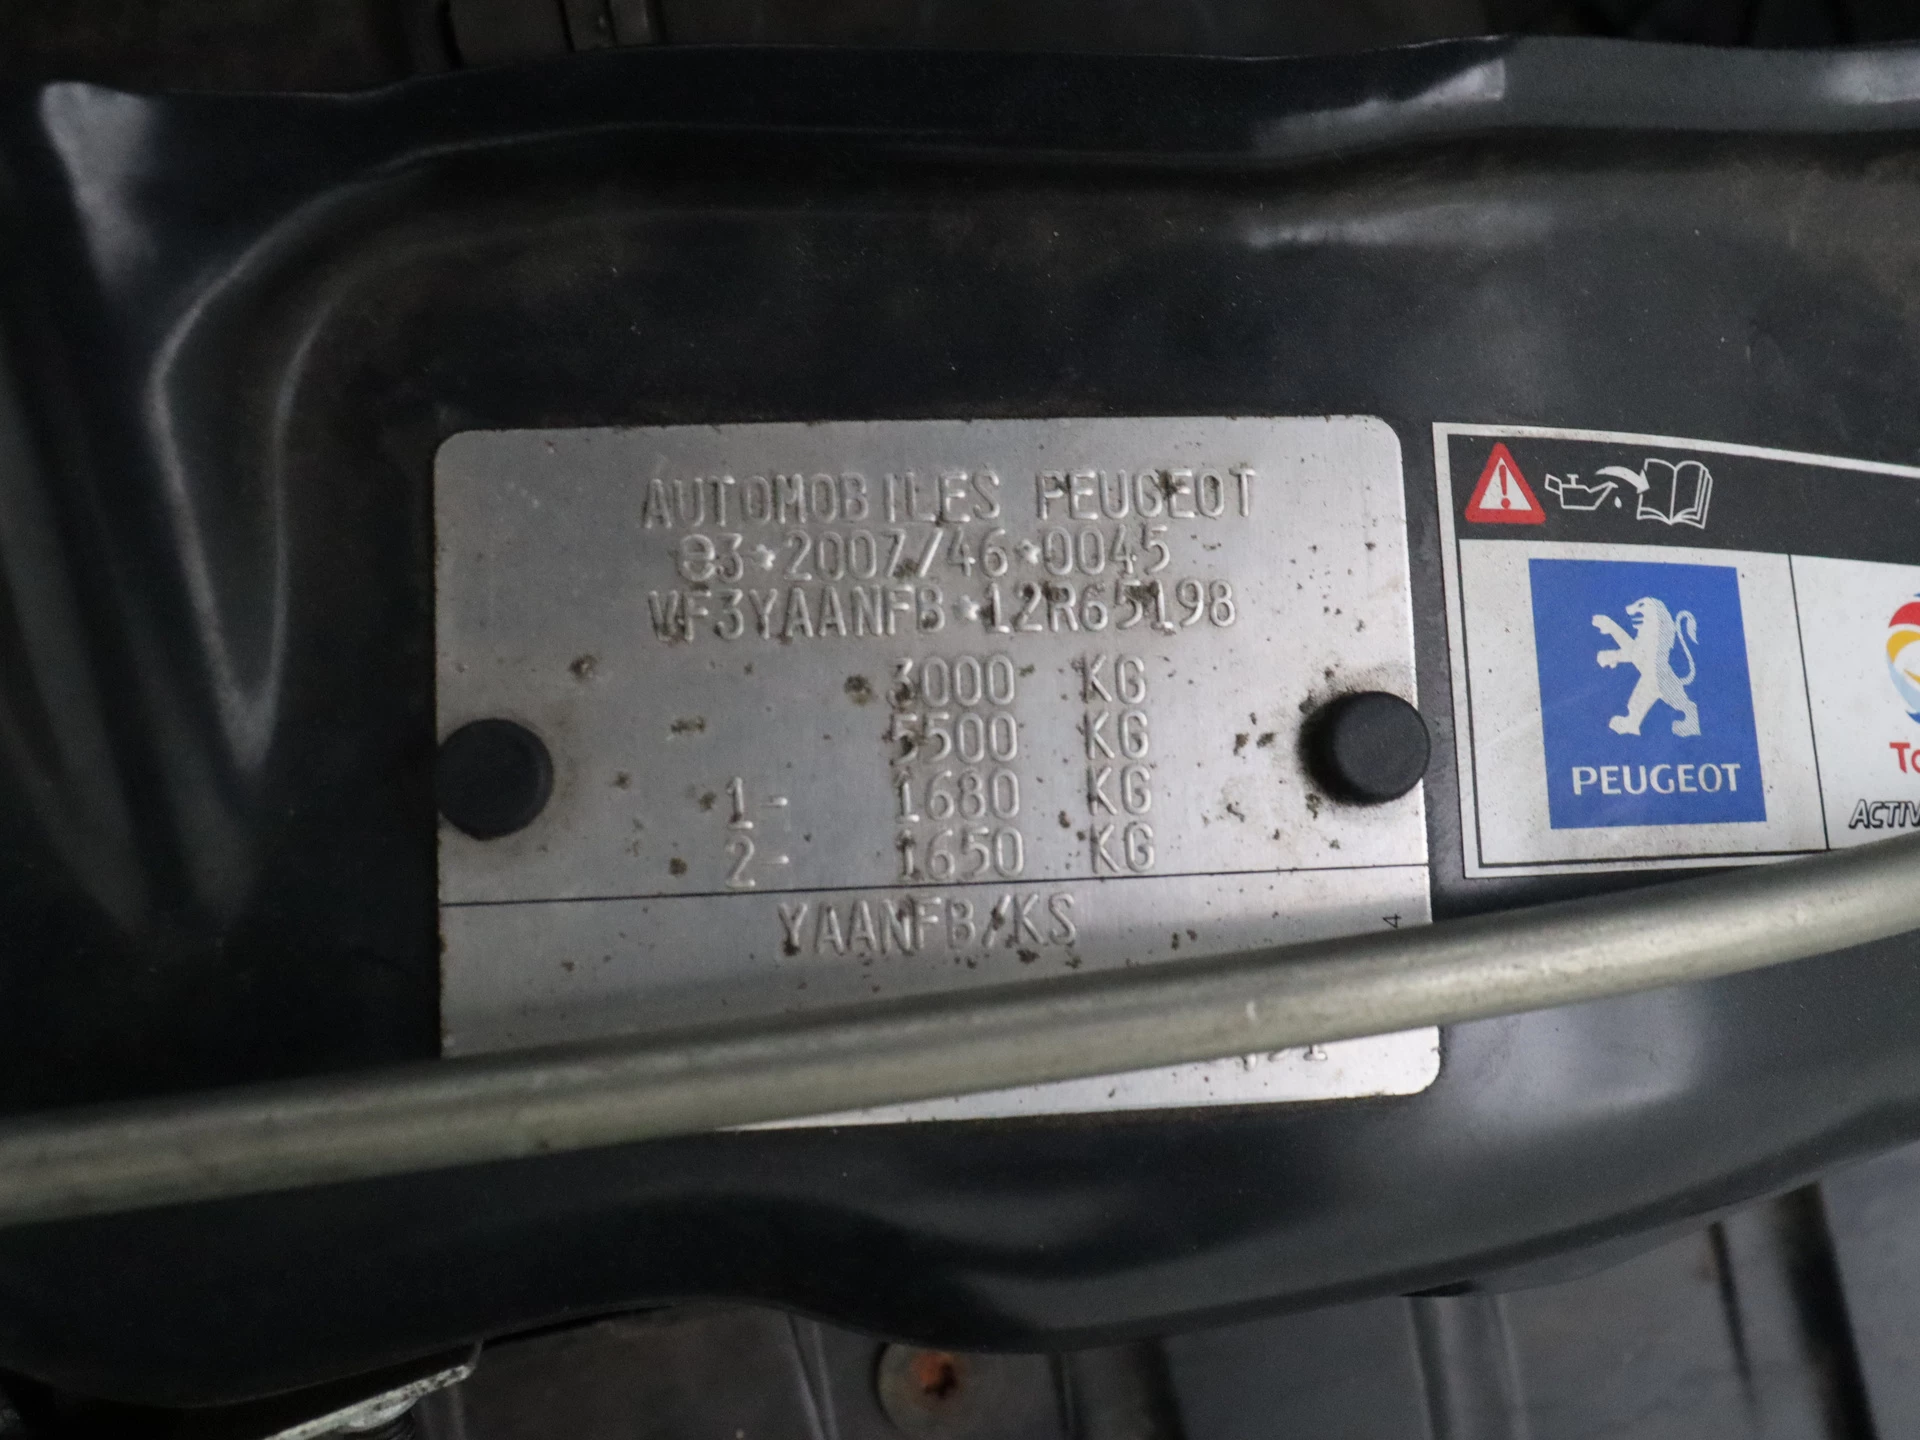 AUTOMOBILES PEUGEOT
e3*2007/46*0045
VF3YAANFB*12R65198
3000 KG
5500 KG
1- 1680 KG
2- 1650 KG
YAANFB/KS
4
PEUGEOT